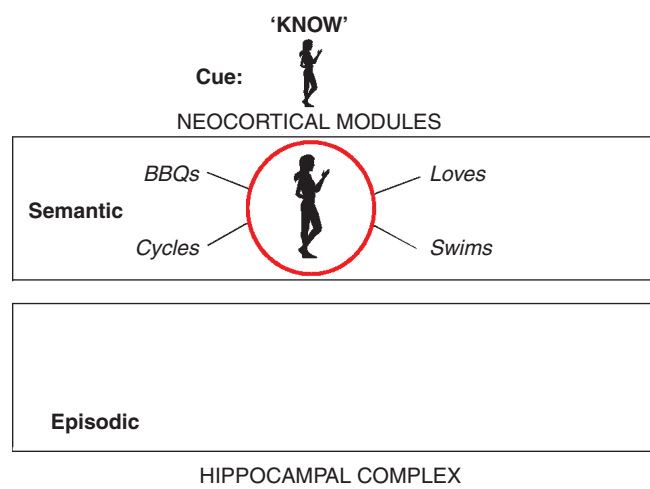 ‘KNOW’
Cue:
NEOCORTICAL MODULES
BBQs
Loves
Semantic
Cycles
Swims
Episodic
HIPPOCAMPAL COMPLEX